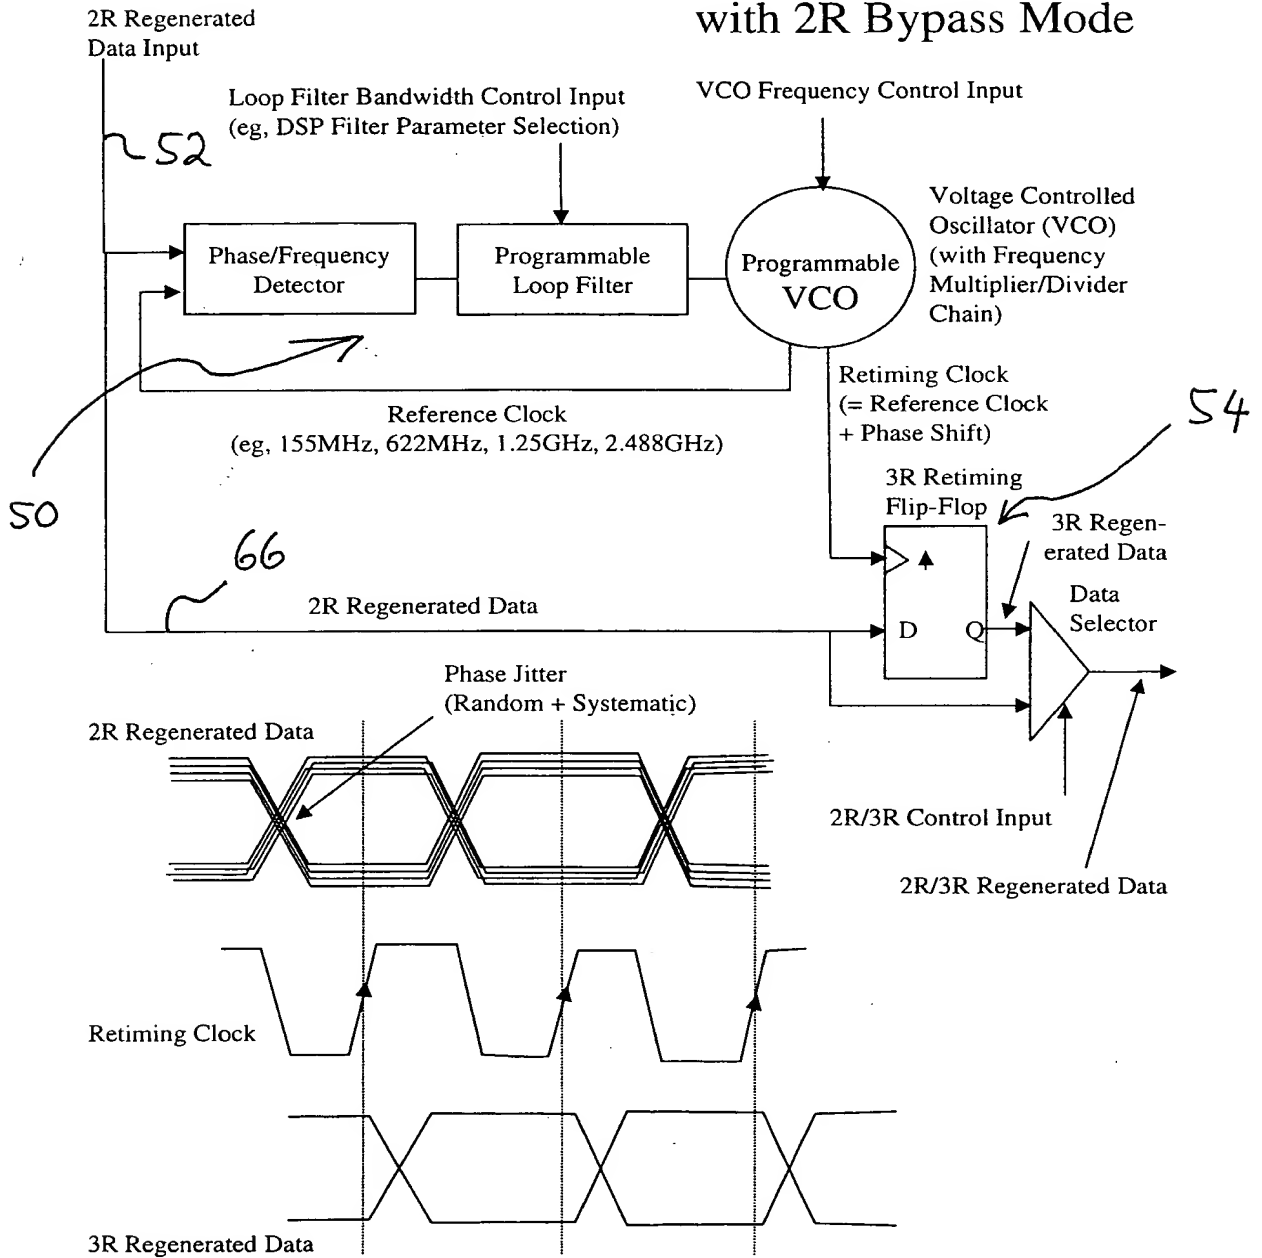 with 2R Bypass Mode
2R Regenerated
Data Input
Loop Filter Bandwidth Control Input
(eg, DSP Filter Parameter Selection)
VCO Frequency Control Input
52
Phase/Frequency
Detector
Programmable
Loop Filter
Programmable
VCO
Voltage Controlled
Oscillator (VCO)
(with Frequency
Multiplier/Divider
Chain)
Reference Clock
(eg, 155MHz, 622MHz, 1.25GHz, 2.488GHz)
Retiming Clock
(= Reference Clock
+ Phase Shift)
54
50
3R Retiming
Flip-Flop
3R Regen-
erated Data
66
2R Regenerated Data
D
Q
Data
Selector
Phase Jitter
(Random + Systematic)
2R Regenerated Data
2R/3R Control Input
2R/3R Regenerated Data
Retiming Clock
3R Regenerated Data